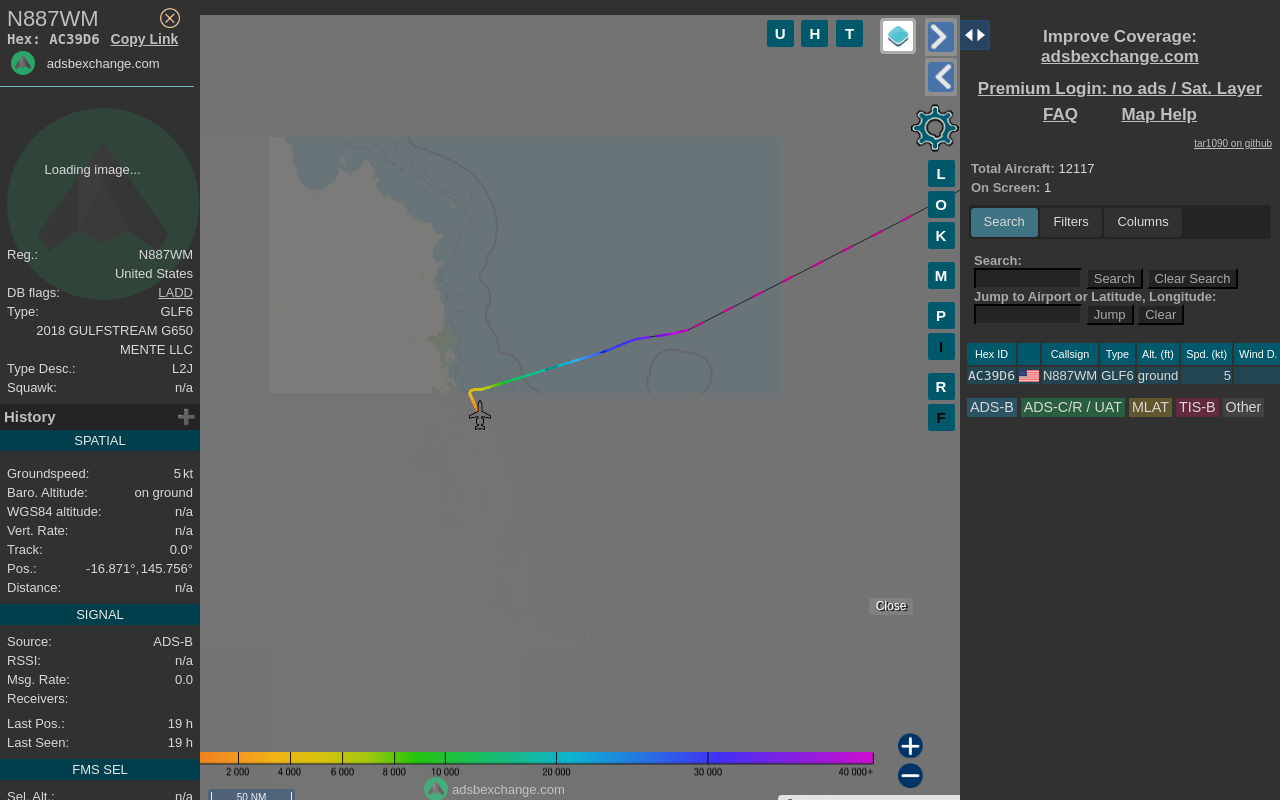 N887WM
Hex: AC39D6 Copy Link
adsbexchange.com
Loading image...
Reg.: N887WM
United States
DB flags: LADD
Type: GLF6
2018 GULFSTREAM G650
MENTE LLC
Type Desc.: L2J
Squawk: n/a
History
SPATIAL
Groundspeed: 5 kt
Baro. Altitude: on ground
WGS84 altitude: n/a
Vert. Rate: n/a
Track: 0.0°
Pos.: -16.871°, 145.756°
Distance: n/a
SIGNAL
Source: ADS-B
RSSI: n/a
Msg. Rate: 0.0
Receivers:
Last Pos.: 19 h
Last Seen: 19 h
FMS SEL
Sel. Alt.: n/a
U H T
L
O
K
M
P
I
R
F
Townsville
Close
2 000 4 000 6 000 8 000 10 000 20 000 30 000 40 000+
adsbexchange.com
50 NM
Improve Coverage:
adsbexchange.com
Premium Login: no ads / Sat. Layer
FAQ Map Help
tar1090 on github
Total Aircraft: 12117
On Screen: 1
Search Filters Columns
Search:
Search Clear Search
Jump to Airport or Latitude, Longitude:
Jump Clear
Hex ID Callsign Type Alt. (ft) Spd. (kt) Wind D.
AC39D6 N887WM GLF6 ground 5
ADS-B ADS-C/R / UAT MLAT TIS-B Other